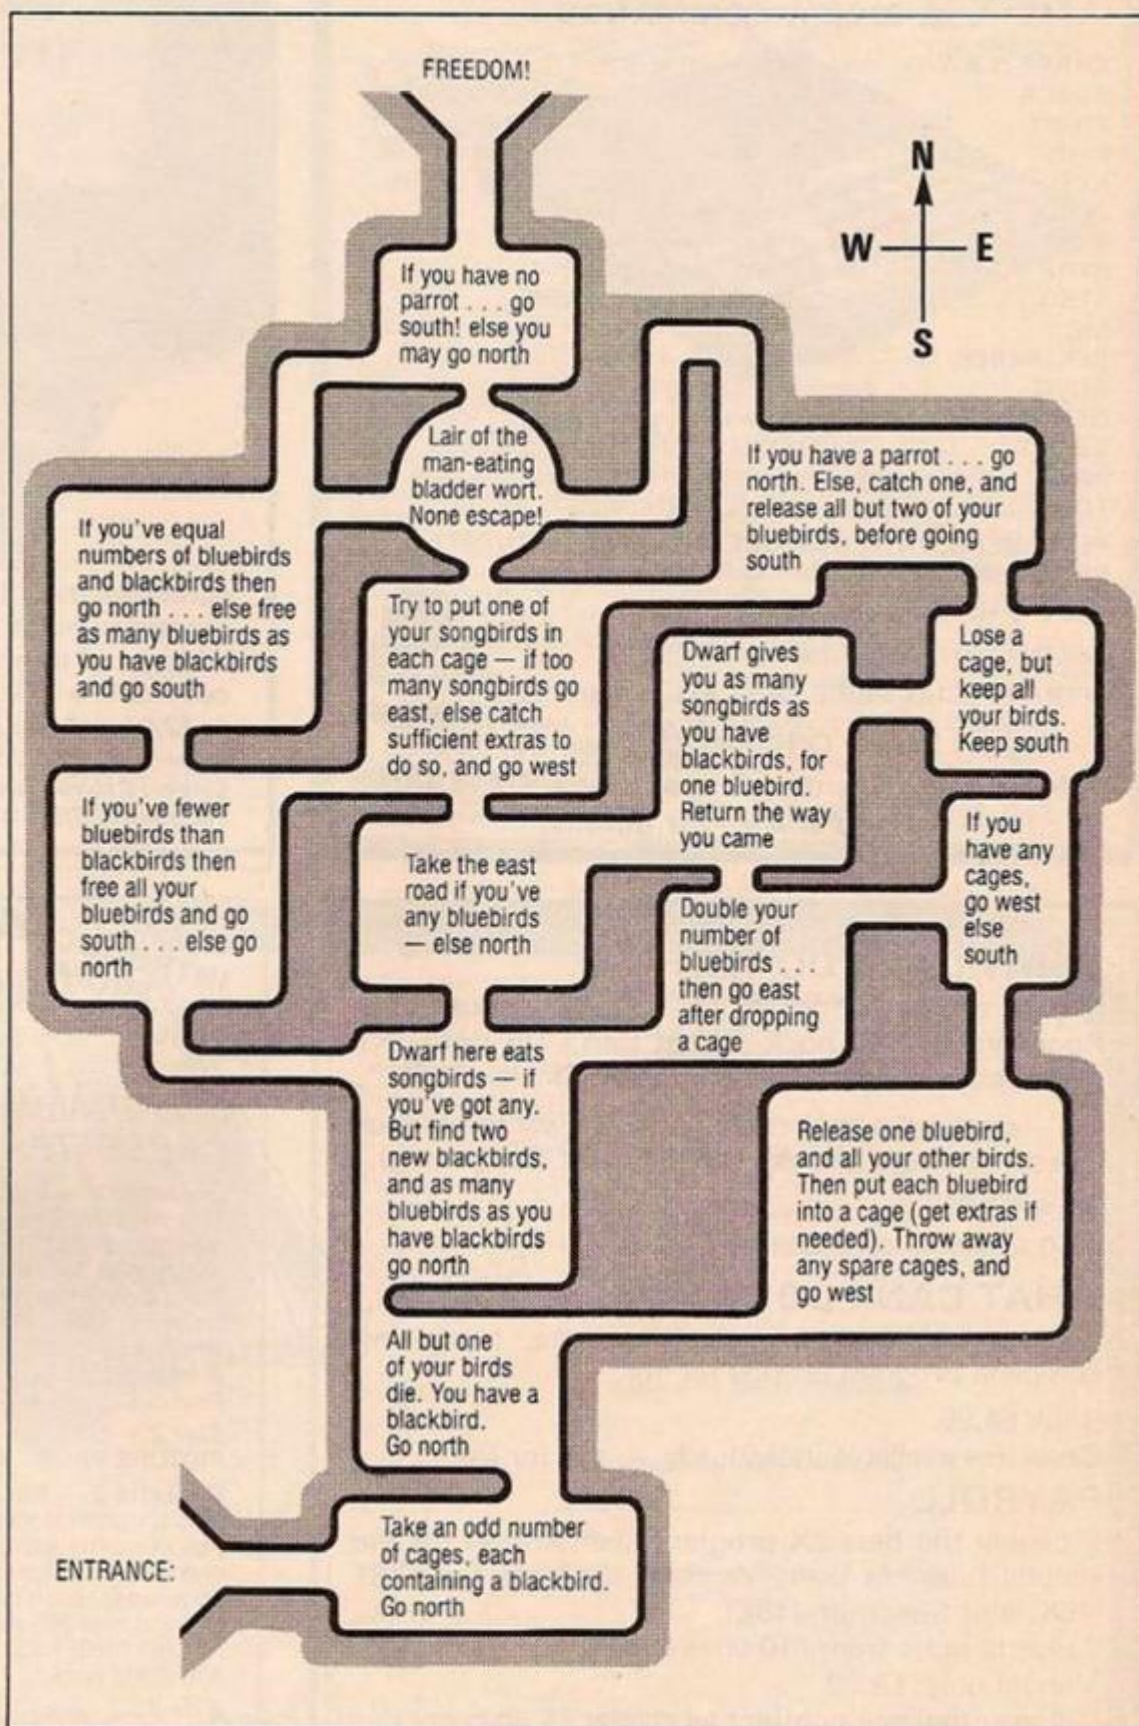 FREEDOM!
N
W
E
S
If you have no
parrot . . . go
south! else you
may go north
Lair of the
man-eating
bladder wort.
None escape!
If you have a parrot . . . go
north. Else, catch one, and
release all but two of your
bluebirds, before going
south
If you've equal
numbers of bluebirds
and blackbirds then
go north . . . else free
as many bluebirds as
you have blackbirds
and go south
Try to put one of
your songbirds in
each cage — if too
many songbirds go
east, else catch
sufficient extras to
do so, and go west
Dwarf gives
you as many
songbirds as
you have
blackbirds, for
one bluebird.
Return the way
you came
Lose a
cage, but
keep all
your birds.
Keep south
If you've fewer
bluebirds than
blackbirds then
free all your
bluebirds and go
south . . . else go
north
Take the east
road if you've
any bluebirds
— else north
If you
have any
cages,
go west
else
south
Double your
number of
bluebirds . . .
then go east
after dropping
a cage
Dwarf here eats
songbirds — if
you've got any.
But find two
new blackbirds,
and as many
bluebirds as you
have blackbirds
go north
Release one bluebird,
and all your other birds.
Then put each bluebird
into a cage (get extras if
needed). Throw away
any spare cages, and
go west
All but one
of your birds
die. You have a
blackbird.
Go north
Take an odd number
of cages, each
containing a blackbird.
Go north
ENTRANCE: